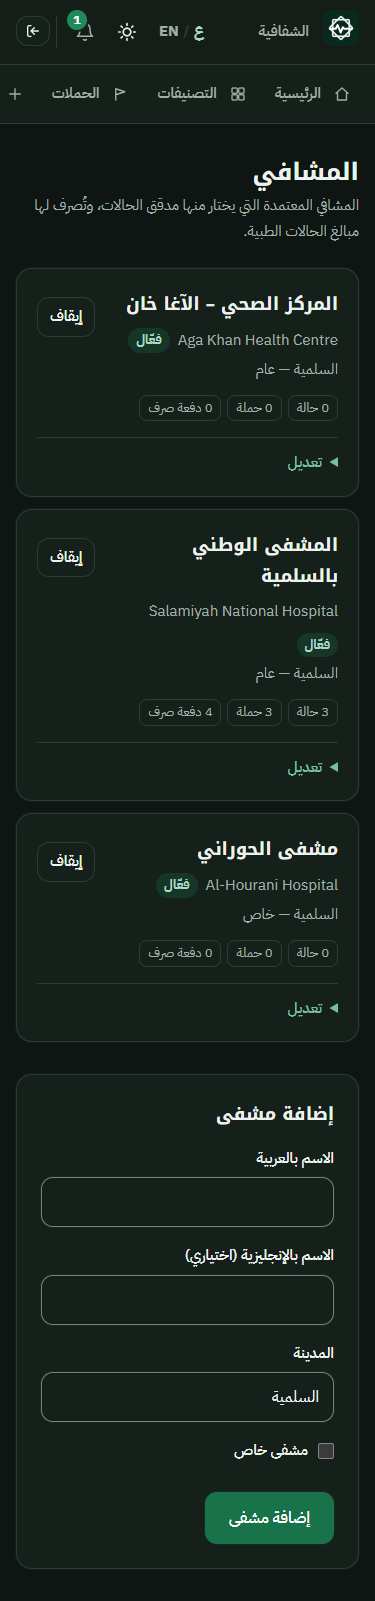 الشفافية
ع / EN
1
الرئيسية
التصنيفات
الحملات
المشافي
المشافي المعتمدة التي يختار منها مدقق الحالات، وتُصرف لها
مبالغ الحالات الطبية.
المركز الصحي – الآغا خان
إيقاف
Aga Khan Health Centre
فعّال
السلمية — عام
0 حالة
0 حملة
0 دفعة صرف
تعديل
المشفى الوطني
بالسلمية
إيقاف
Salamiyah National Hospital
فعّال
السلمية — عام
3 حالة
3 حملة
4 دفعة صرف
تعديل
مشفى الحوراني
إيقاف
Al-Hourani Hospital
فعّال
السلمية — خاص
0 حالة
0 حملة
0 دفعة صرف
تعديل
إضافة مشفى
الاسم بالعربية
الاسم بالإنجليزية (اختياري)
المدينة
السلمية
مشفى خاص
إضافة مشفى